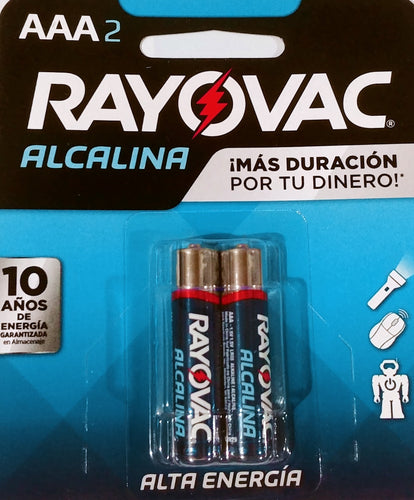 AAA 2
RAYOVAC®
ALCALINA
¡MÁS DURACIÓN
POR TU DINERO!*
10
AÑOS
DE
ENERGÍA
GARANTIZADA
en Almacenaje
RAYOVAC
ALCALINA
RAYOVAC
ALCALINA
ALTA ENERGÍA